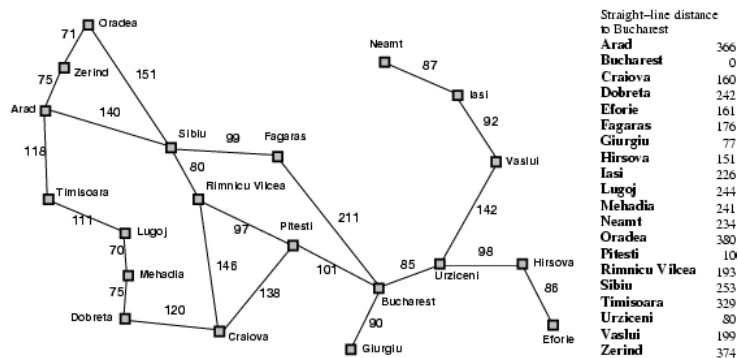 Oradea
71
Neamt
87
Zerind
151
75
Iasi
Arad
140
92
Sibiu
99
Fagaras
118
80
Vaslui
Timisoara
Rimnicu Vilcea
111
Lugoj
97
Pitesti
211
142
70
98
Hirsova
Mehadia
146
101
85
Urziceni
86
75
138
Bucharest
Dobreta
120
90
Craiova
Giurgiu
Eforie
Straight–line distance
to Bucharest
Arad 366
Bucharest 0
Craiova 160
Dobreta 242
Eforie 161
Fagaras 176
Giurgiu 77
Hirsova 151
Iasi 226
Lugoj 244
Mehadia 241
Neamt 234
Oradea 380
Pitesti 10
Rimnicu Vilcea 193
Sibiu 253
Timisoara 329
Urziceni 80
Vaslui 199
Zerind 374